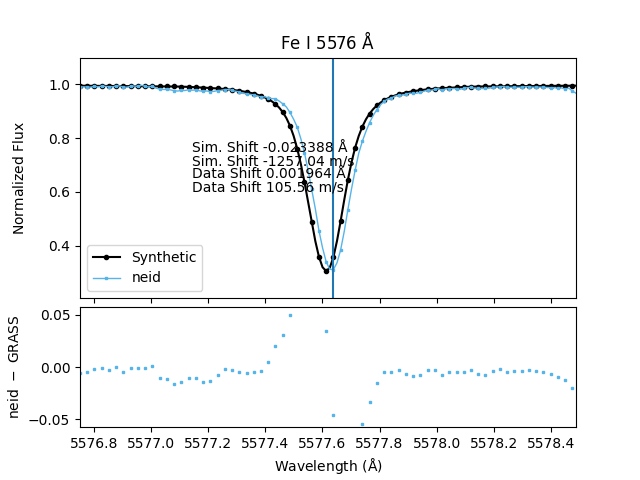 Fe I 5576 Å
1.0
0.8
0.6
0.4
Normalized Flux
Sim. Shift -0.023388 Å
Sim. Shift -1257.04 m/s
Data Shift 0.001964 Å
Data Shift 105.56 m/s
Synthetic
neid
0.05
0.00
−0.05
neid − GRASS
5576.8 5577.0 5577.2 5577.4 5577.6 5577.8 5578.0 5578.2 5578.4
Wavelength (Å)